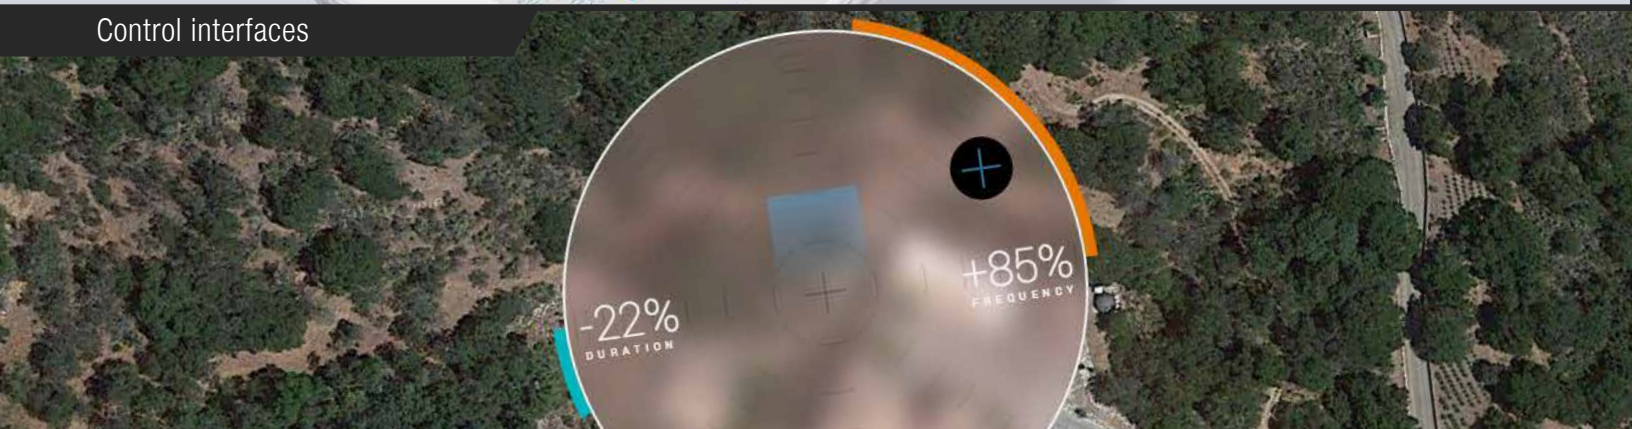 Control interfaces
+85%
FREQUENCY
-22%
DURATION